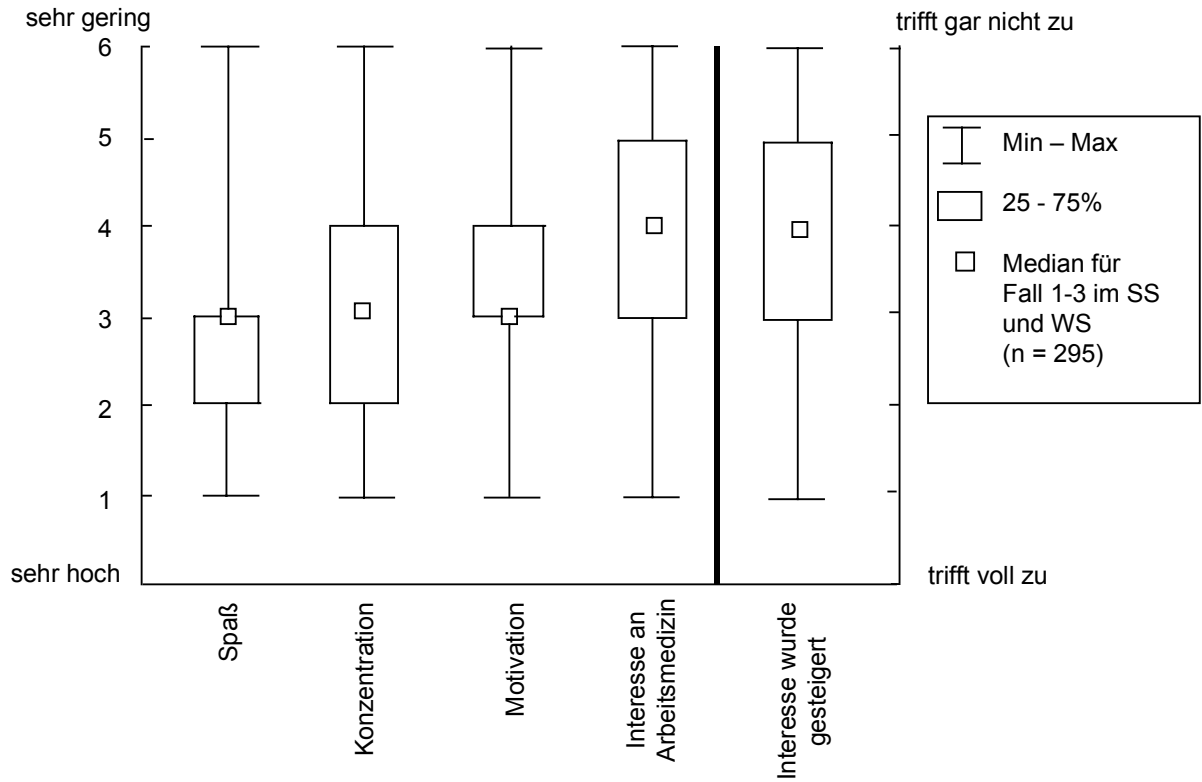 sehr gering
trifft gar nicht zu
6
5
4
3
2
1
sehr hoch
trifft voll zu
Min – Max
25 - 75%
Median für
Fall 1-3 im SS
und WS
(n = 295)
Spaß
Konzentration
Motivation
Interesse an
Arbeitsmedizin
Interesse wurde
gesteigert